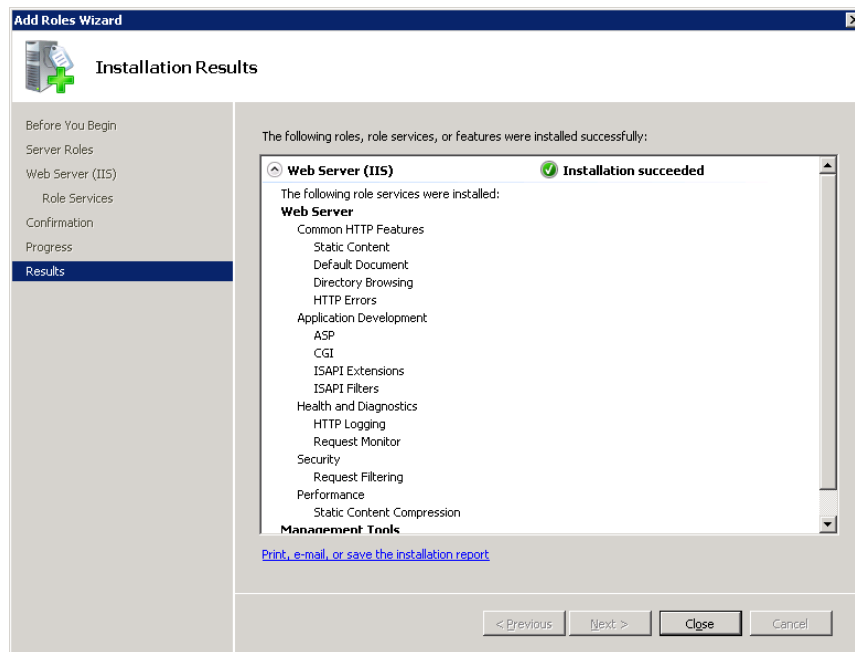 Add Roles Wizard
Installation Results
Before You Begin
Server Roles
Web Server (IIS)
Role Services
Confirmation
Progress
Results
The following roles, role services, or features were installed successfully:
Web Server (IIS) Installation succeeded
The following role services were installed:
Web Server
Common HTTP Features
Static Content
Default Document
Directory Browsing
HTTP Errors
Application Development
ASP
CGI
ISAPI Extensions
ISAPI Filters
Health and Diagnostics
HTTP Logging
Request Monitor
Security
Request Filtering
Performance
Static Content Compression
Management Tools
Print, e-mail, or save the installation report
< Previous Next > Close Cancel